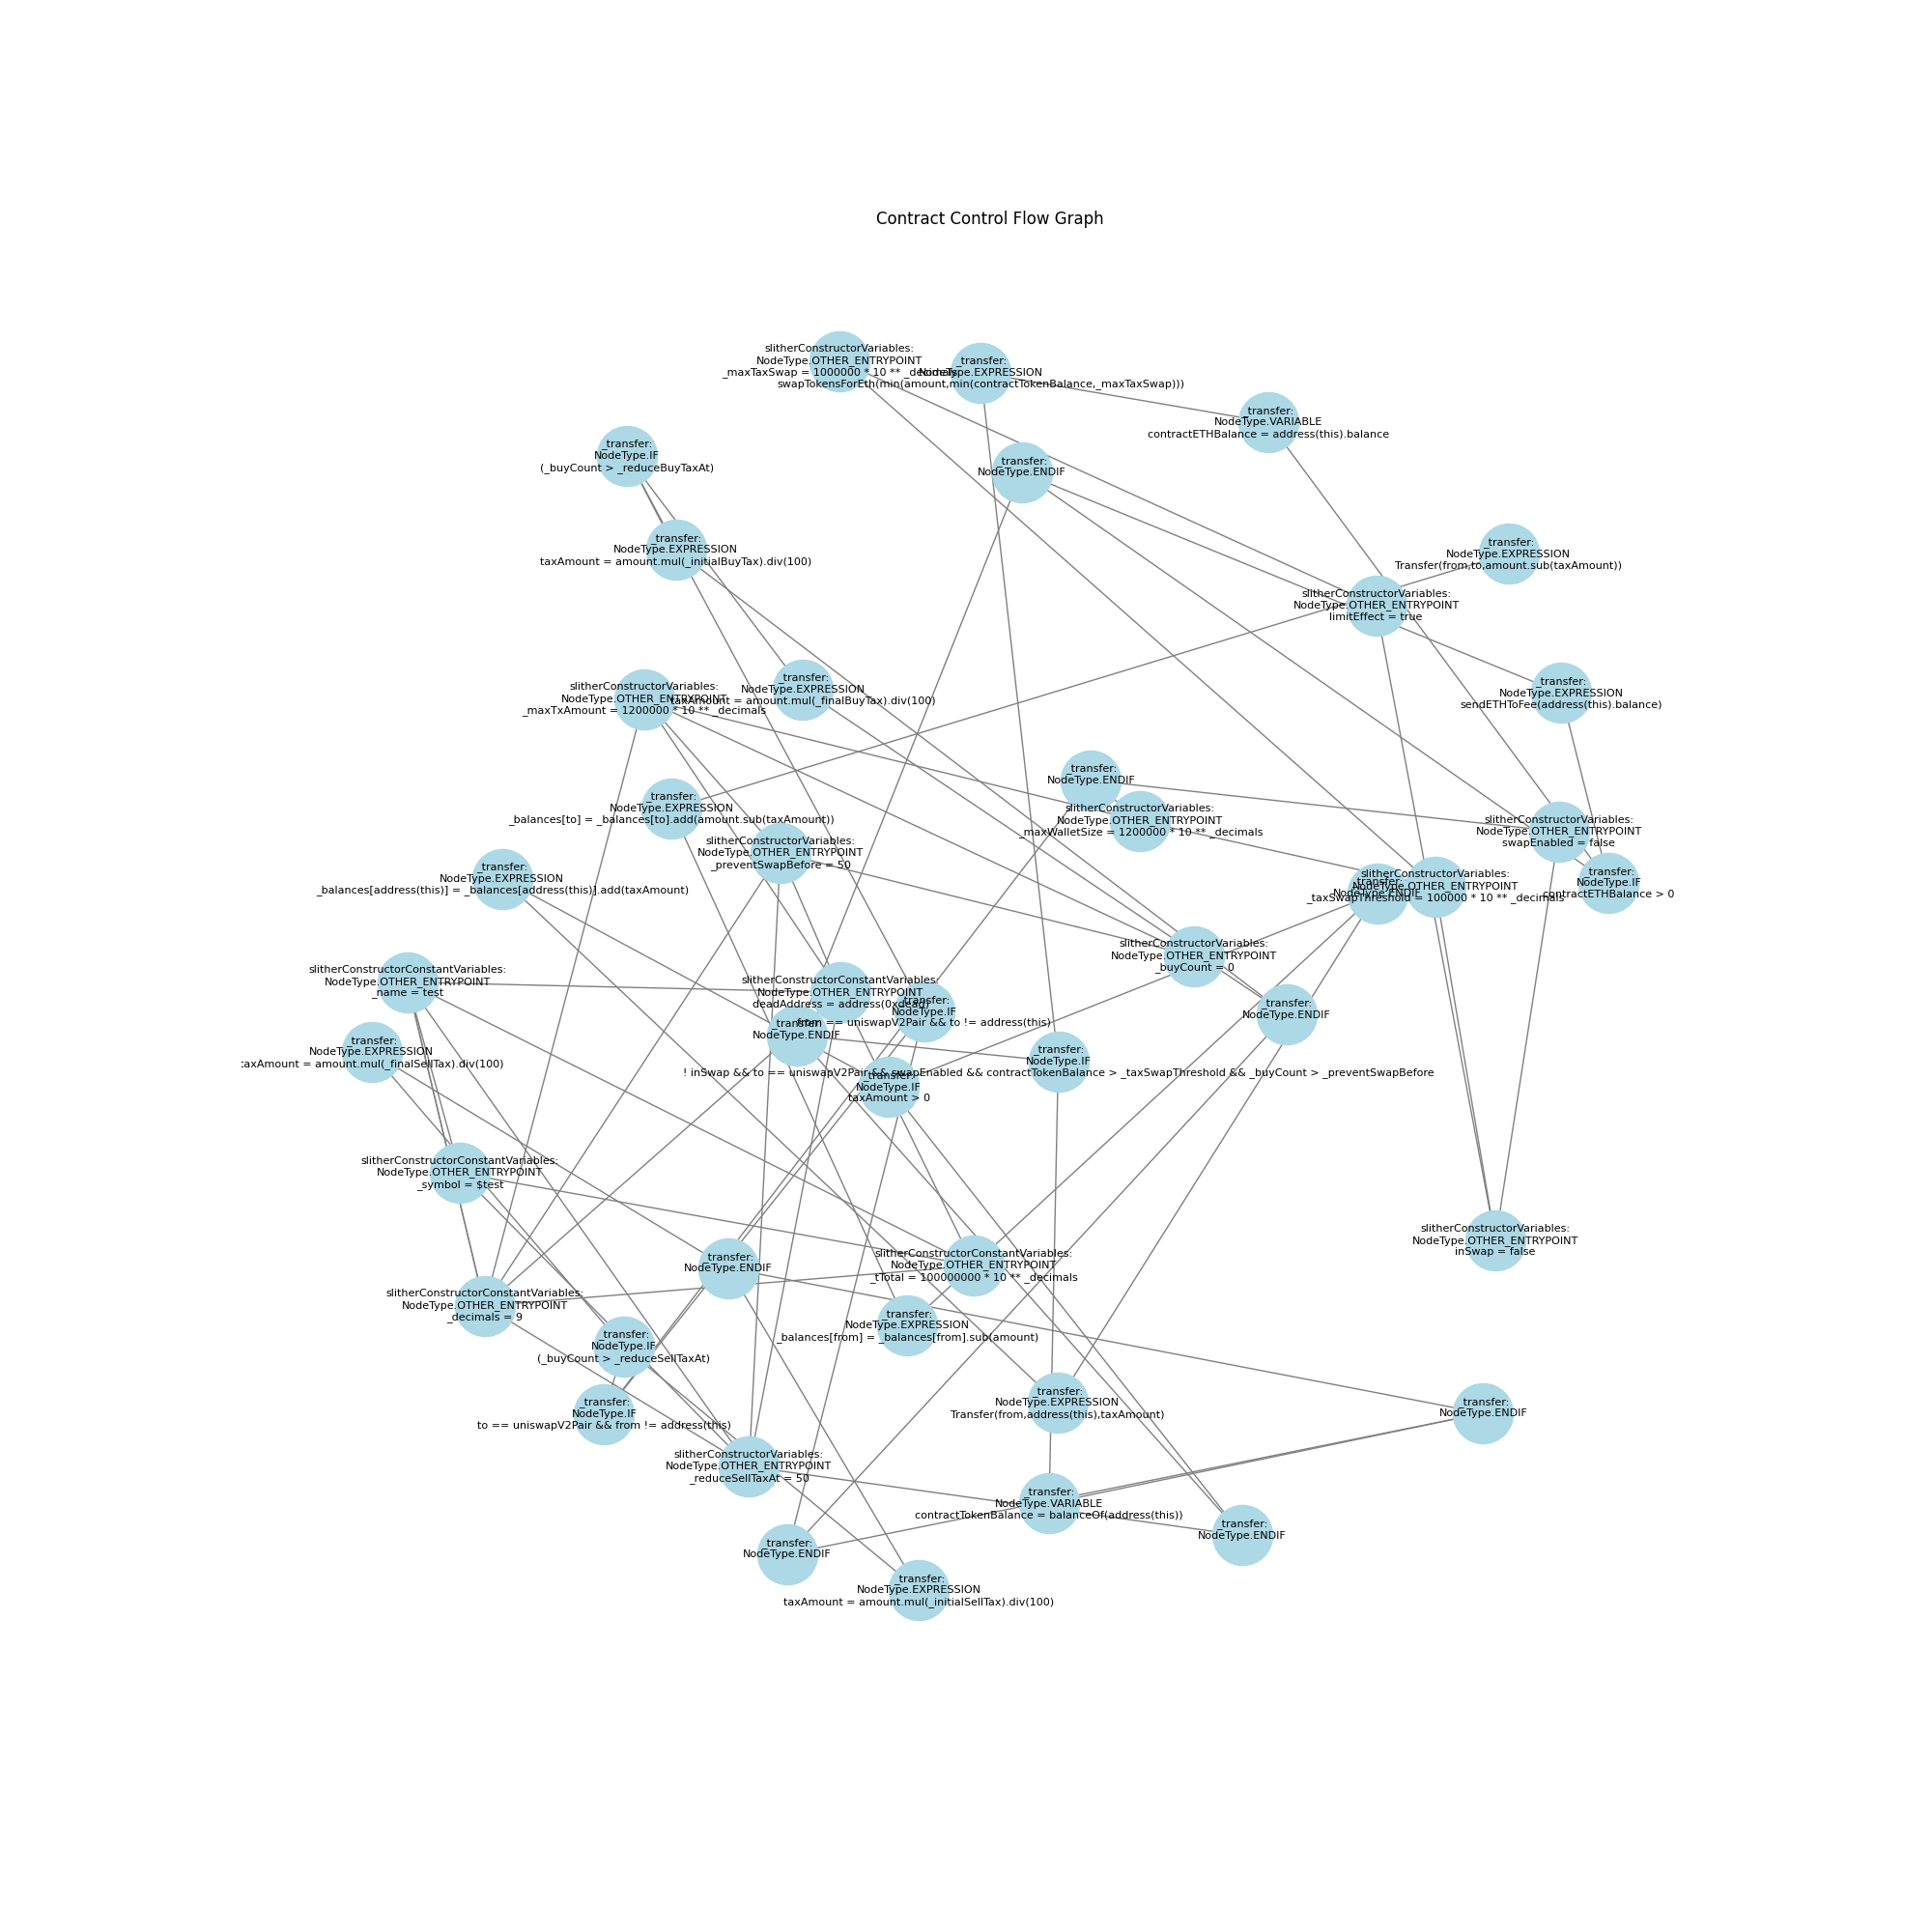 Contract Control Flow Graph
slitherConstructorVariables:
NodeType.OTHER_ENTRYPOINT
_maxTaxSwap = 1000000 * 10 ** _decimals
_transfer:
NodeType.EXPRESSION
swapTokensForEth(min(amount,min(contractTokenBalance,_maxTaxSwap)))
_transfer:
NodeType.VARIABLE
contractETHBalance = address(this).balance
_transfer:
NodeType.IF
(_buyCount > _reduceBuyTaxAt)
_transfer:
NodeType.ENDIF
_transfer:
NodeType.EXPRESSION
taxAmount = amount.mul(_initialBuyTax).div(100)
_transfer:
NodeType.EXPRESSION
Transfer(from,to,amount.sub(taxAmount))
slitherConstructorVariables:
NodeType.OTHER_ENTRYPOINT
limitEffect = true
slitherConstructorVariables:
NodeType.OTHER_ENTRYPOINT
_maxTxAmount = 1200000 * 10 ** _decimals
_transfer:
NodeType.EXPRESSION
taxAmount = amount.mul(_finalBuyTax).div(100)
_transfer:
NodeType.EXPRESSION
sendETHToFee(address(this).balance)
_transfer:
NodeType.ENDIF
_transfer:
NodeType.EXPRESSION
_balances[to] = _balances[to].add(amount.sub(taxAmount))
slitherConstructorVariables:
NodeType.OTHER_ENTRYPOINT
_maxWalletSize = 1200000 * 10 ** _decimals
slitherConstructorVariables:
NodeType.OTHER_ENTRYPOINT
swapEnabled = false
slitherConstructorVariables:
NodeType.OTHER_ENTRYPOINT
_preventSwapBefore = 50
_transfer:
NodeType.EXPRESSION
_balances[address(this)] = _balances[address(this)].add(taxAmount)
_transfer:
NodeType.ENDIF
slitherConstructorVariables:
NodeType.OTHER_ENTRYPOINT
_taxSwapThreshold = 100000 * 10 ** _decimals
_transfer:
NodeType.IF
contractETHBalance > 0
slitherConstructorVariables:
NodeType.OTHER_ENTRYPOINT
_buyCount = 0
slitherConstructorConstantVariables:
NodeType.OTHER_ENTRYPOINT
_name = test
slitherConstructorConstantVariables:
NodeType.OTHER_ENTRYPOINT
deadAddress = address(0xdead)
_transfer:
NodeType.IF
from == uniswapV2Pair && to != address(this)
_transfer:
NodeType.ENDIF
_transfer:
NodeType.ENDIF
_transfer:
NodeType.EXPRESSION
taxAmount = amount.mul(_finalSellTax).div(100)
_transfer:
NodeType.IF
! inSwap && to == uniswapV2Pair && swapEnabled && contractTokenBalance > _taxSwapThreshold && _buyCount > _preventSwapBefore
_transfer:
NodeType.IF
taxAmount > 0
slitherConstructorConstantVariables:
NodeType.OTHER_ENTRYPOINT
_symbol = $test
slitherConstructorVariables:
NodeType.OTHER_ENTRYPOINT
inSwap = false
_transfer:
NodeType.ENDIF
slitherConstructorConstantVariables:
NodeType.OTHER_ENTRYPOINT
_tTotal = 100000000 * 10 ** _decimals
slitherConstructorConstantVariables:
NodeType.OTHER_ENTRYPOINT
_decimals = 9
_transfer:
NodeType.EXPRESSION
_balances[from] = _balances[from].sub(amount)
_transfer:
NodeType.IF
(_buyCount > _reduceSellTaxAt)
_transfer:
NodeType.IF
to == uniswapV2Pair && from != address(this)
_transfer:
NodeType.EXPRESSION
Transfer(from,address(this),taxAmount)
_transfer:
NodeType.ENDIF
slitherConstructorVariables:
NodeType.OTHER_ENTRYPOINT
_reduceSellTaxAt = 50
_transfer:
NodeType.VARIABLE
contractTokenBalance = balanceOf(address(this))
_transfer:
NodeType.ENDIF
_transfer:
NodeType.ENDIF
_transfer:
NodeType.EXPRESSION
taxAmount = amount.mul(_initialSellTax).div(100)